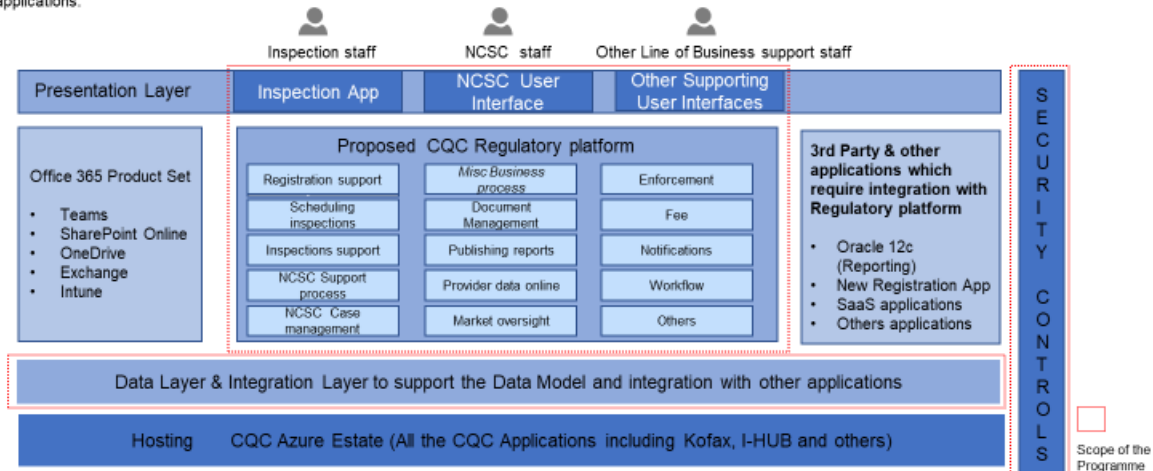 applications.
Inspection staff
NCSC staff
Other Line of Business support staff
Presentation Layer
Inspection App
NCSC User
Interface
Other Supporting
User Interfaces
Office 365 Product Set
• Teams
• SharePoint Online
• OneDrive
• Exchange
• Intune
Proposed CQC Regulatory platform
Registration support
Scheduling
inspections
Inspections support
NCSC Support
process
NCSC Case
management
Misc Business
process
Document
Management
Publishing reports
Provider data online
Market oversight
Enforcement
Fee
Notifications
Workflow
Others
3rd Party & other
applications which
require integration with
Regulatory platform
• Oracle 12c
(Reporting)
• New Registration App
• SaaS applications
• Others applications
Data Layer & Integration Layer to support the Data Model and integration with other applications
Hosting CQC Azure Estate (All the CQC Applications including Kofax, I-HUB and others)
SECURITY CONTROLS
Scope of the
Programme